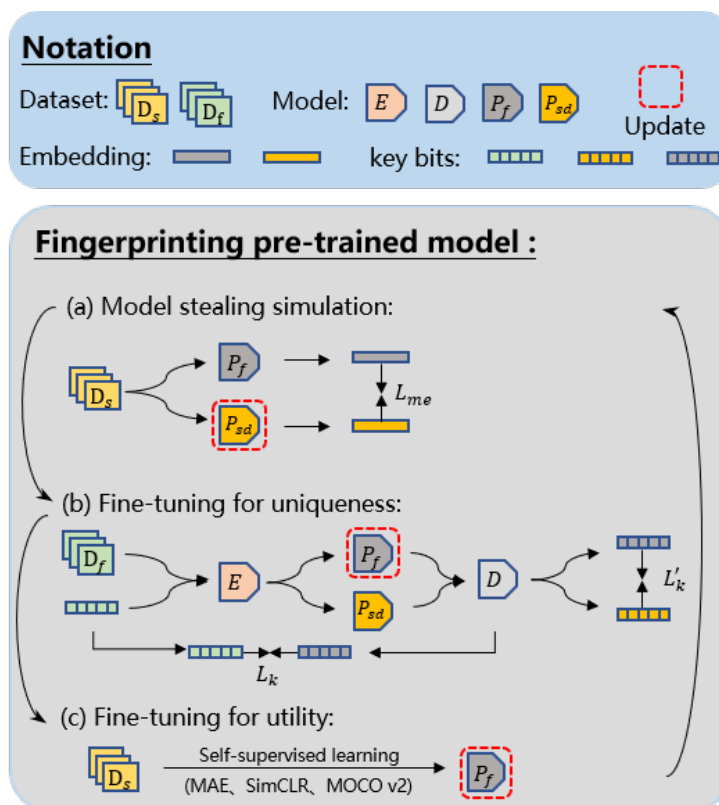 Notation
Dataset: D_s D_f Model: E D P_f P_sd
Update
Embedding: key bits:
Fingerprinting pre-trained model :
(a) Model stealing simulation:
P_f
D_s L_me
P_sd
(b) Fine-tuning for uniqueness:
D_f P_f
E D L'_k
P_sd
L_k
(c) Fine-tuning for utility:
Self-supervised learning
D_s P_f
(MAE、SimCLR、MOCO v2)